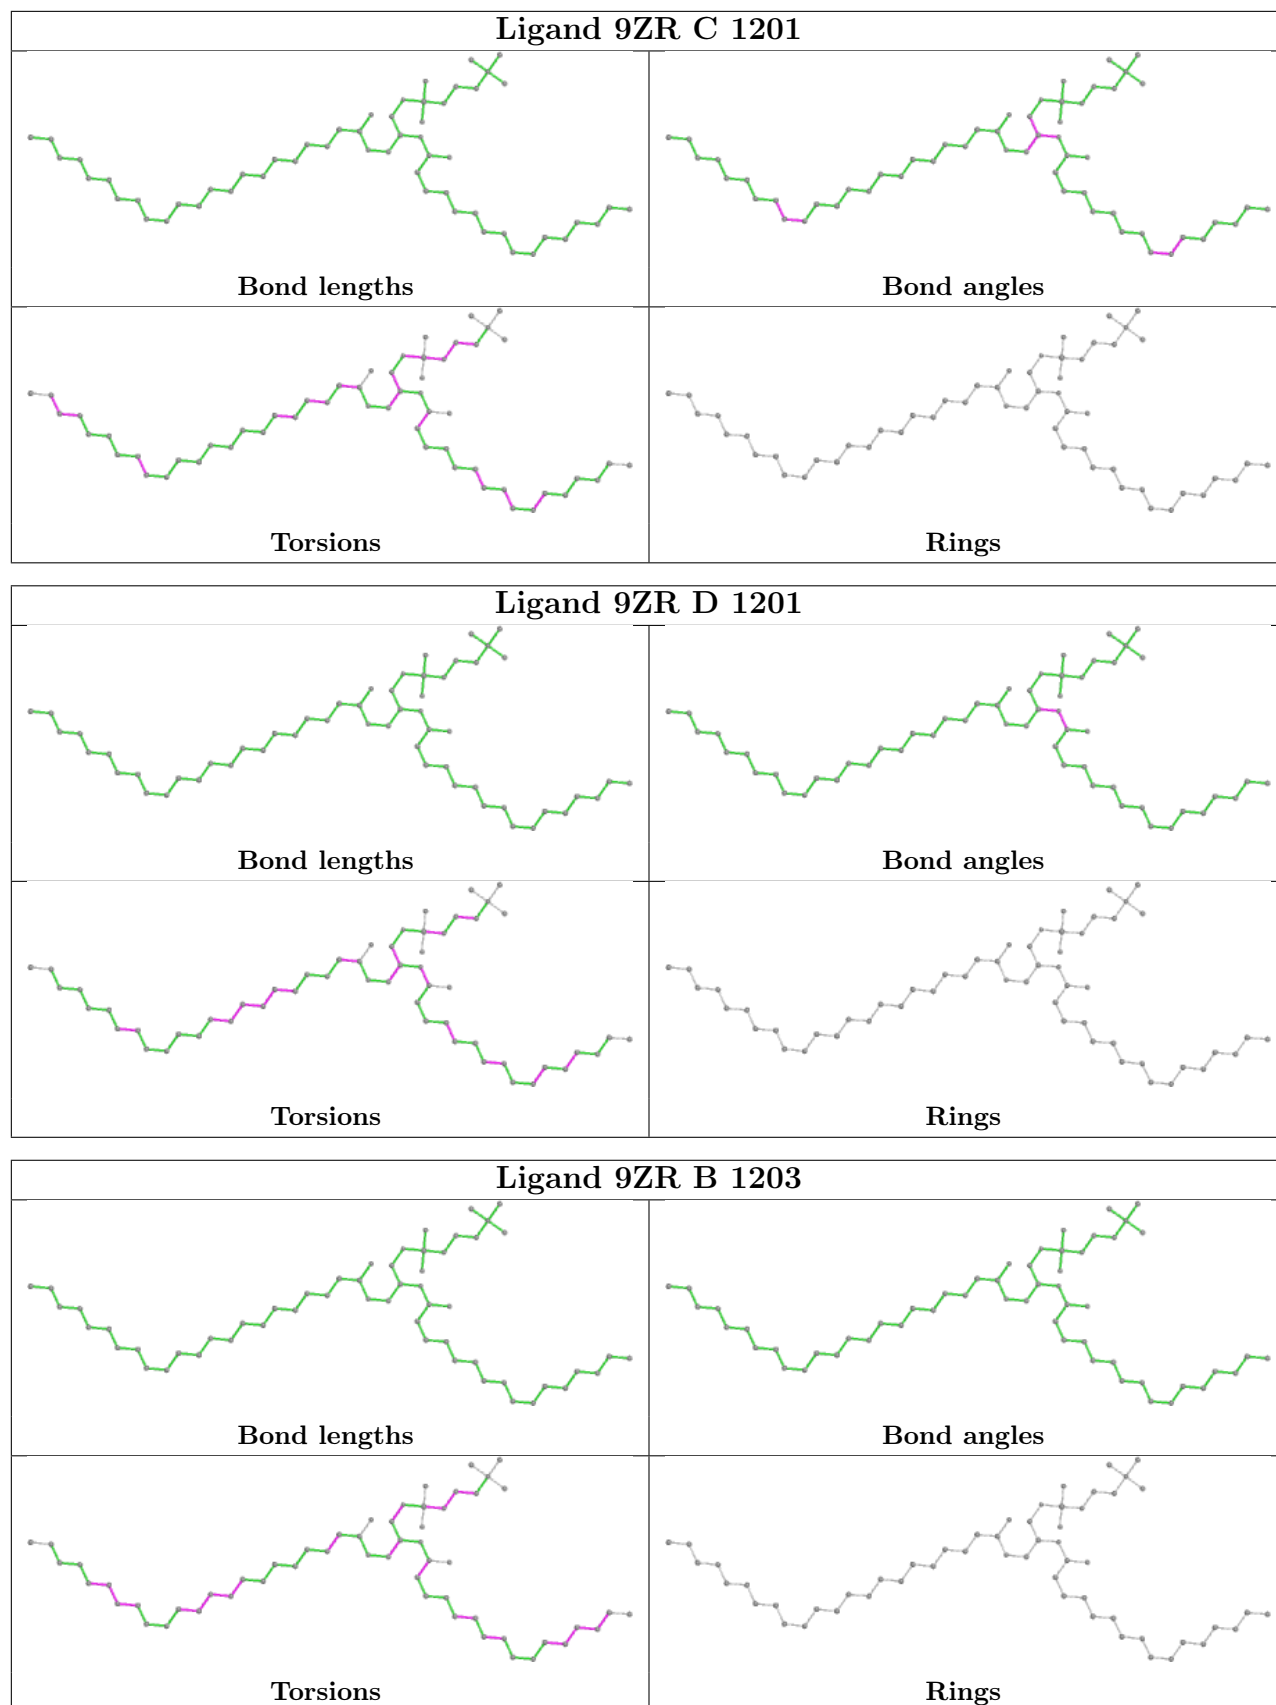 Ligand 9ZR C 1201
Bond lengths
Bond angles
Torsions
Rings
Ligand 9ZR D 1201
Bond lengths
Bond angles
Torsions
Rings
Ligand 9ZR B 1203
Bond lengths
Bond angles
Torsions
Rings